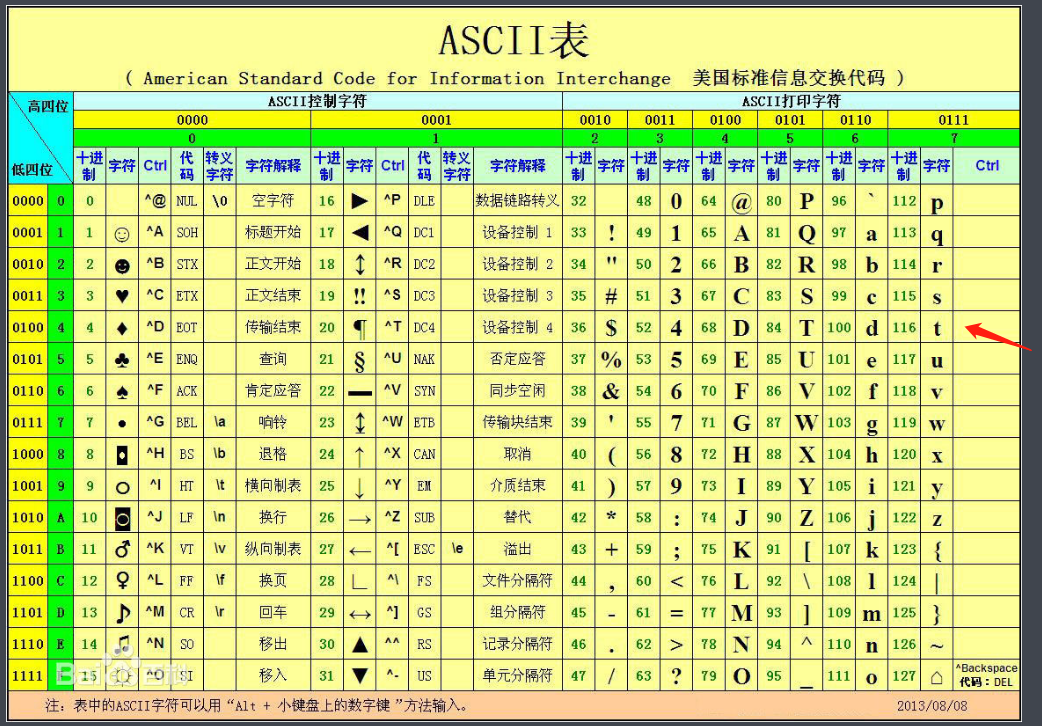 ASCII表
( American Standard Code for Information Interchange 美国标准信息交换代码 )
高四位 ASCII控制字符 ASCII打印字符
0000 0001 0010 0011 0100 0101 0110 0111
0 1 2 3 4 5 6 7
低四位 十进制 字符 Ctrl 代码 转义字符 字符解释 十进制 字符 Ctrl 代码 转义字符 字符解释 十进制 字符 十进制 字符 十进制 字符 十进制 字符 十进制 字符 十进制 字符 Ctrl
0000 0 0 ^@ NUL \0 空字符 16 ► ^P DLE 数据链路转义 32 48 0 64 @ 80 P 96 ` 112 p
0001 1 1 ☺ ^A SOH 标题开始 17 ◄ ^Q DC1 设备控制 1 33 ! 49 1 65 A 81 Q 97 a 113 q
0010 2 2 ☻ ^B STX 正文开始 18 ↕ ^R DC2 设备控制 2 34 " 50 2 66 B 82 R 98 b 114 r
0011 3 3 ♥ ^C ETX 正文结束 19 ‼ ^S DC3 设备控制 3 35 # 51 3 67 C 83 S 99 c 115 s
0100 4 4 ♦ ^D EOT 传输结束 20 ¶ ^T DC4 设备控制 4 36 $ 52 4 68 D 84 T 100 d 116 t
0101 5 5 ♣ ^E ENQ 查询 21 § ^U NAK 否定应答 37 % 53 5 69 E 85 U 101 e 117 u
0110 6 6 ♠ ^F ACK 肯定应答 22 ▬ ^V SYN 同步空闲 38 & 54 6 70 F 86 V 102 f 118 v
0111 7 7 • ^G BEL \a 响铃 23 ↨ ^W ETB 传输块结束 39 ' 55 7 71 G 87 W 103 g 119 w
1000 8 8 ◘ ^H BS \b 退格 24 ↑ ^X CAN 取消 40 ( 56 8 72 H 88 X 104 h 120 x
1001 9 9 ○ ^I HT \t 横向制表 25 ↓ ^Y EM 介质结束 41 ) 57 9 73 I 89 Y 105 i 121 y
1010 A 10 ◙ ^J LF \n 换行 26 → ^Z SUB 替代 42 * 58 : 74 J 90 Z 106 j 122 z
1011 B 11 ♂ ^K VT \v 纵向制表 27 ← ^[ ESC \e 溢出 43 + 59 ; 75 K 91 [ 107 k 123 {
1100 C 12 ♀ ^L FF \f 换页 28 ∟ ^\ FS 文件分隔符 44 , 60 < 76 L 92 \ 108 l 124 |
1101 D 13 ♪ ^M CR \r 回车 29 ↔ ^] GS 组分隔符 45 - 61 = 77 M 93 ] 109 m 125 }
1110 E 14 ♫ ^N SO 移出 30 ▲ ^^ RS 记录分隔符 46 . 62 > 78 N 94 ^ 110 n 126 ~
1111 15 ☼ ^O SI 移入 31 ▼ ^- US 单元分隔符 47 / 63 ? 79 O 95 _ 111 o 127 ⌂ ^Backspace 代码：DEL
Baidu百科
注：表中的ASCII字符可以用“Alt + 小键盘上的数字键”方法输入。 2013/08/08